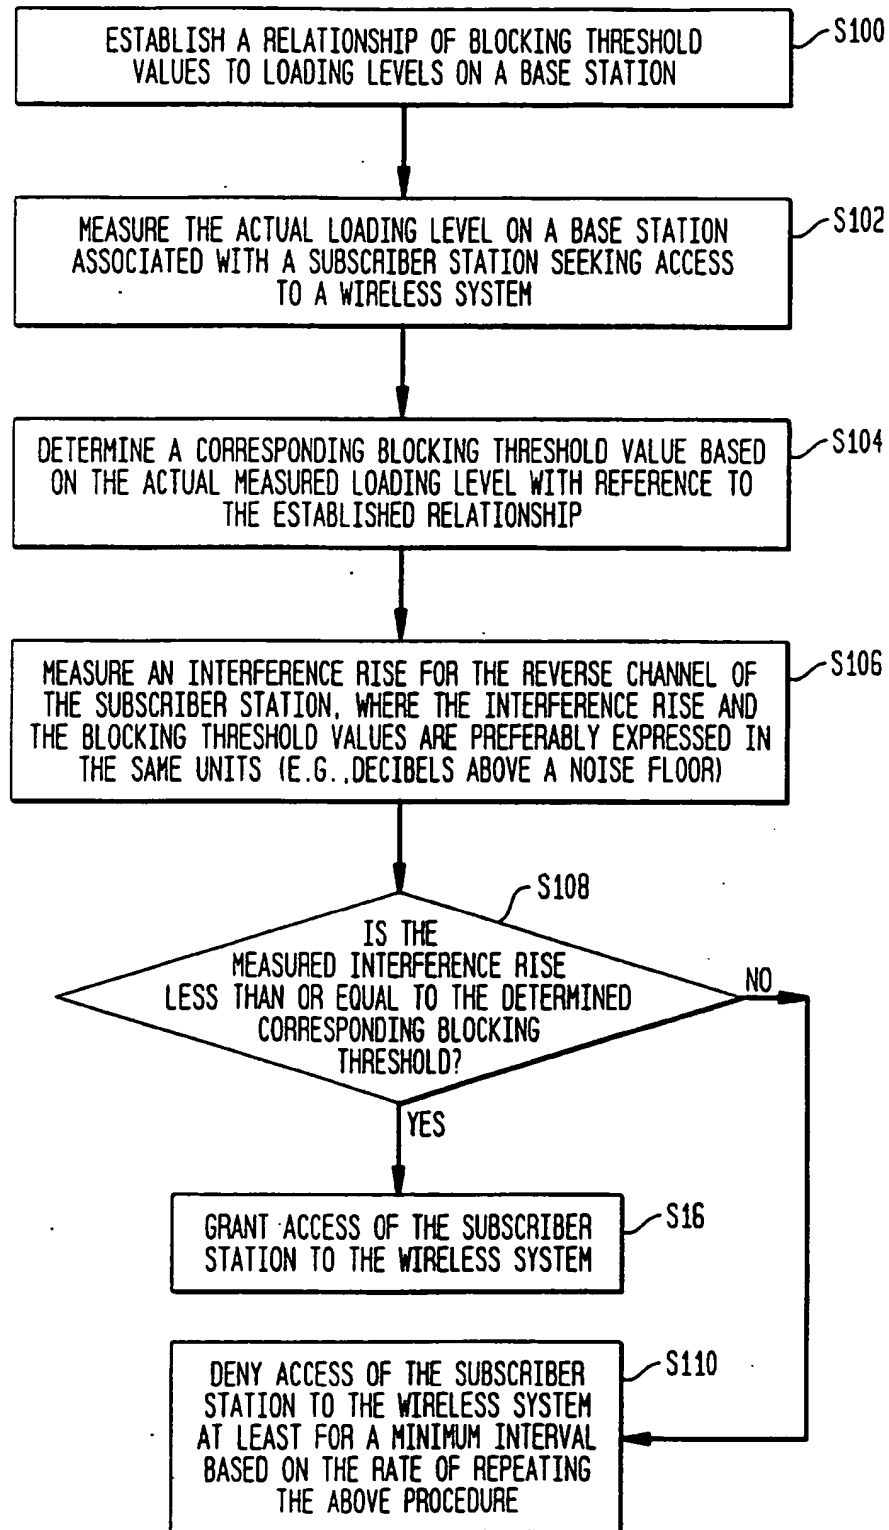 ESTABLISH A RELATIONSHIP OF BLOCKING THRESHOLD
VALUES TO LOADING LEVELS ON A BASE STATION
S100
MEASURE THE ACTUAL LOADING LEVEL ON A BASE STATION
ASSOCIATED WITH A SUBSCRIBER STATION SEEKING ACCESS
TO A WIRELESS SYSTEM
S102
DETERMINE A CORRESPONDING BLOCKING THRESHOLD VALUE BASED
ON THE ACTUAL MEASURED LOADING LEVEL WITH REFERENCE TO
THE ESTABLISHED RELATIONSHIP
S104
MEASURE AN INTERFERENCE RISE FOR THE REVERSE CHANNEL OF
THE SUBSCRIBER STATION, WHERE THE INTERFERENCE RISE AND
THE BLOCKING THRESHOLD VALUES ARE PREFERABLY EXPRESSED IN
THE SAME UNITS (E.G.,DECIBELS ABOVE A NOISE FLOOR)
S106
S108
IS THE
MEASURED INTERFERENCE RISE
LESS THAN OR EQUAL TO THE DETERMINED
CORRESPONDING BLOCKING
THRESHOLD?
NO
YES
GRANT ACCESS OF THE SUBSCRIBER
STATION TO THE WIRELESS SYSTEM
S16
DENY ACCESS OF THE SUBSCRIBER
STATION TO THE WIRELESS SYSTEM
AT LEAST FOR A MINIMUM INTERVAL
BASED ON THE RATE OF REPEATING
THE ABOVE PROCEDURE
S110